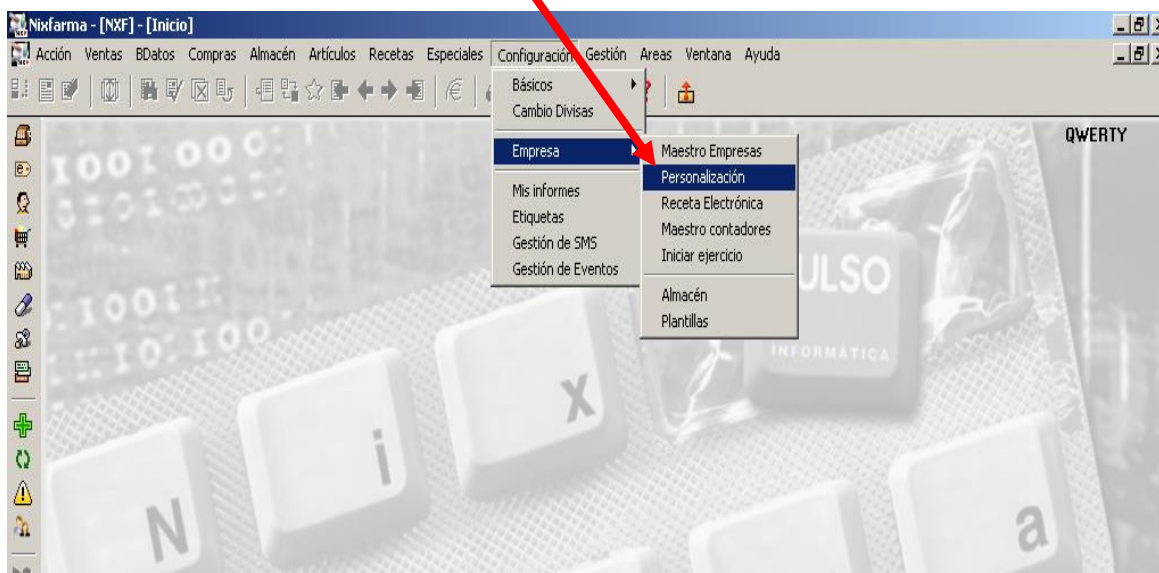 Nixfarma - [NXF] - [Inicio]
Acción Ventas BDatos Compras Almacén Artículos Recetas Especiales Configuración Gestión Areas Ventana Ayuda
Básicos
Cambio Divisas
Empresa
Mis informes
Etiquetas
Gestión de SMS
Gestión de Eventos
Maestro Empresas
Personalización
Receta Electrónica
Maestro contadores
Iniciar ejercicio
Almacén
Plantillas
QWERTY
ULSO
INFORMATICA
N
i
x
a